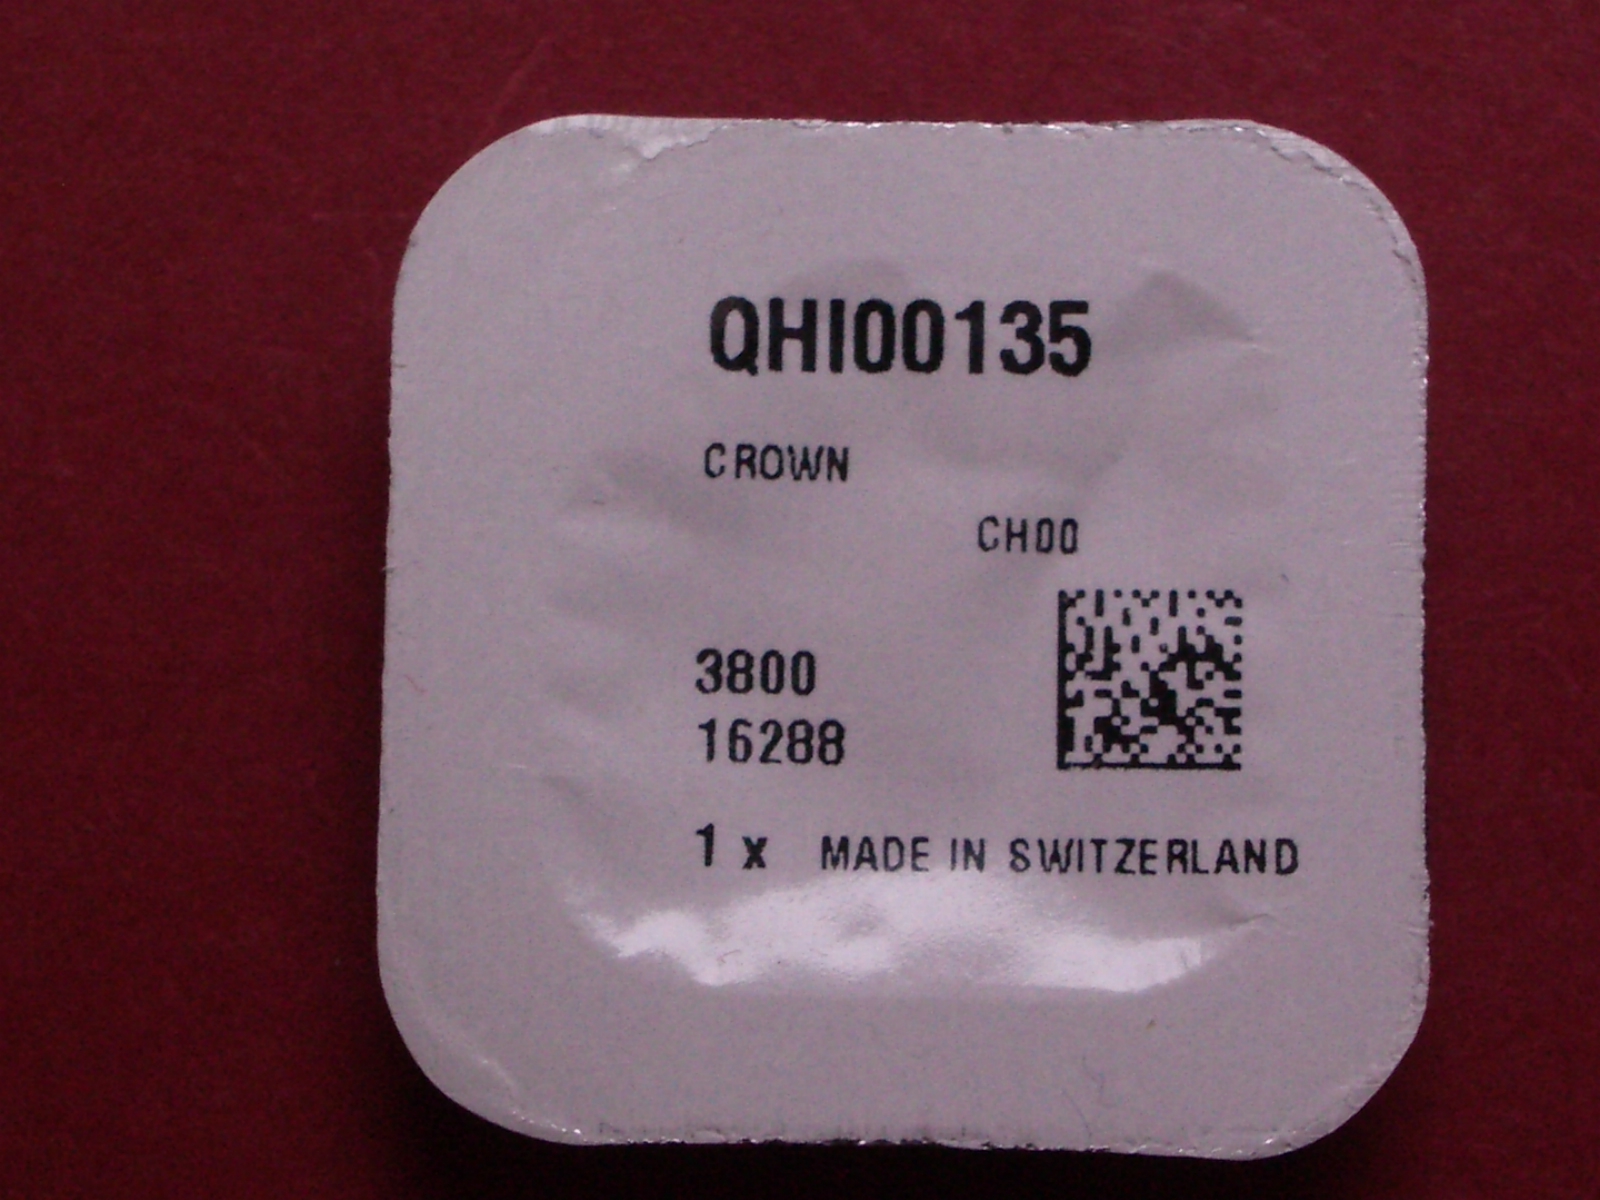 QHI00135
CROWN
CH00
3800
16288
1 x MADE IN SWITZERLAND